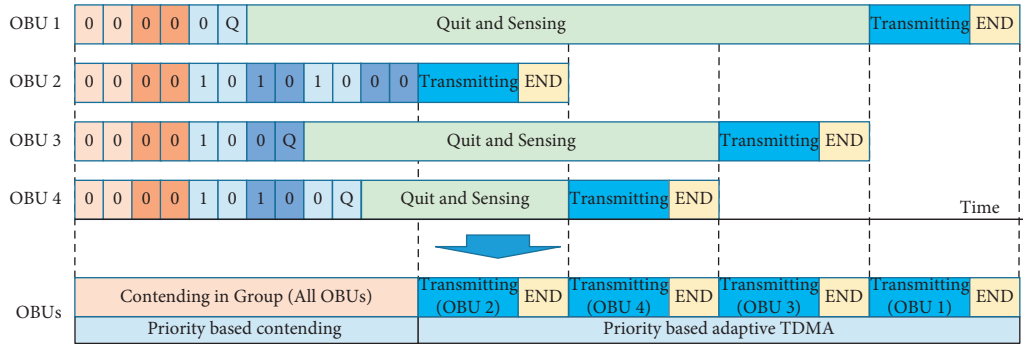 OBU 1 0 0 0 0 0 Q Quit and Sensing Transmitting END
OBU 2 0 0 0 0 1 0 1 0 1 0 0 0 Transmitting END
OBU 3 0 0 0 0 1 0 0 Q Quit and Sensing Transmitting END
OBU 4 0 0 0 0 1 0 1 0 0 Q Quit and Sensing Transmitting END
Time
OBUs
Contending in Group (All OBUs)
Transmitting
(OBU 2)
END
Transmitting
(OBU 4)
END
Transmitting
(OBU 3)
END
Transmitting
(OBU 1)
END
Priority based contending
Priority based adaptive TDMA